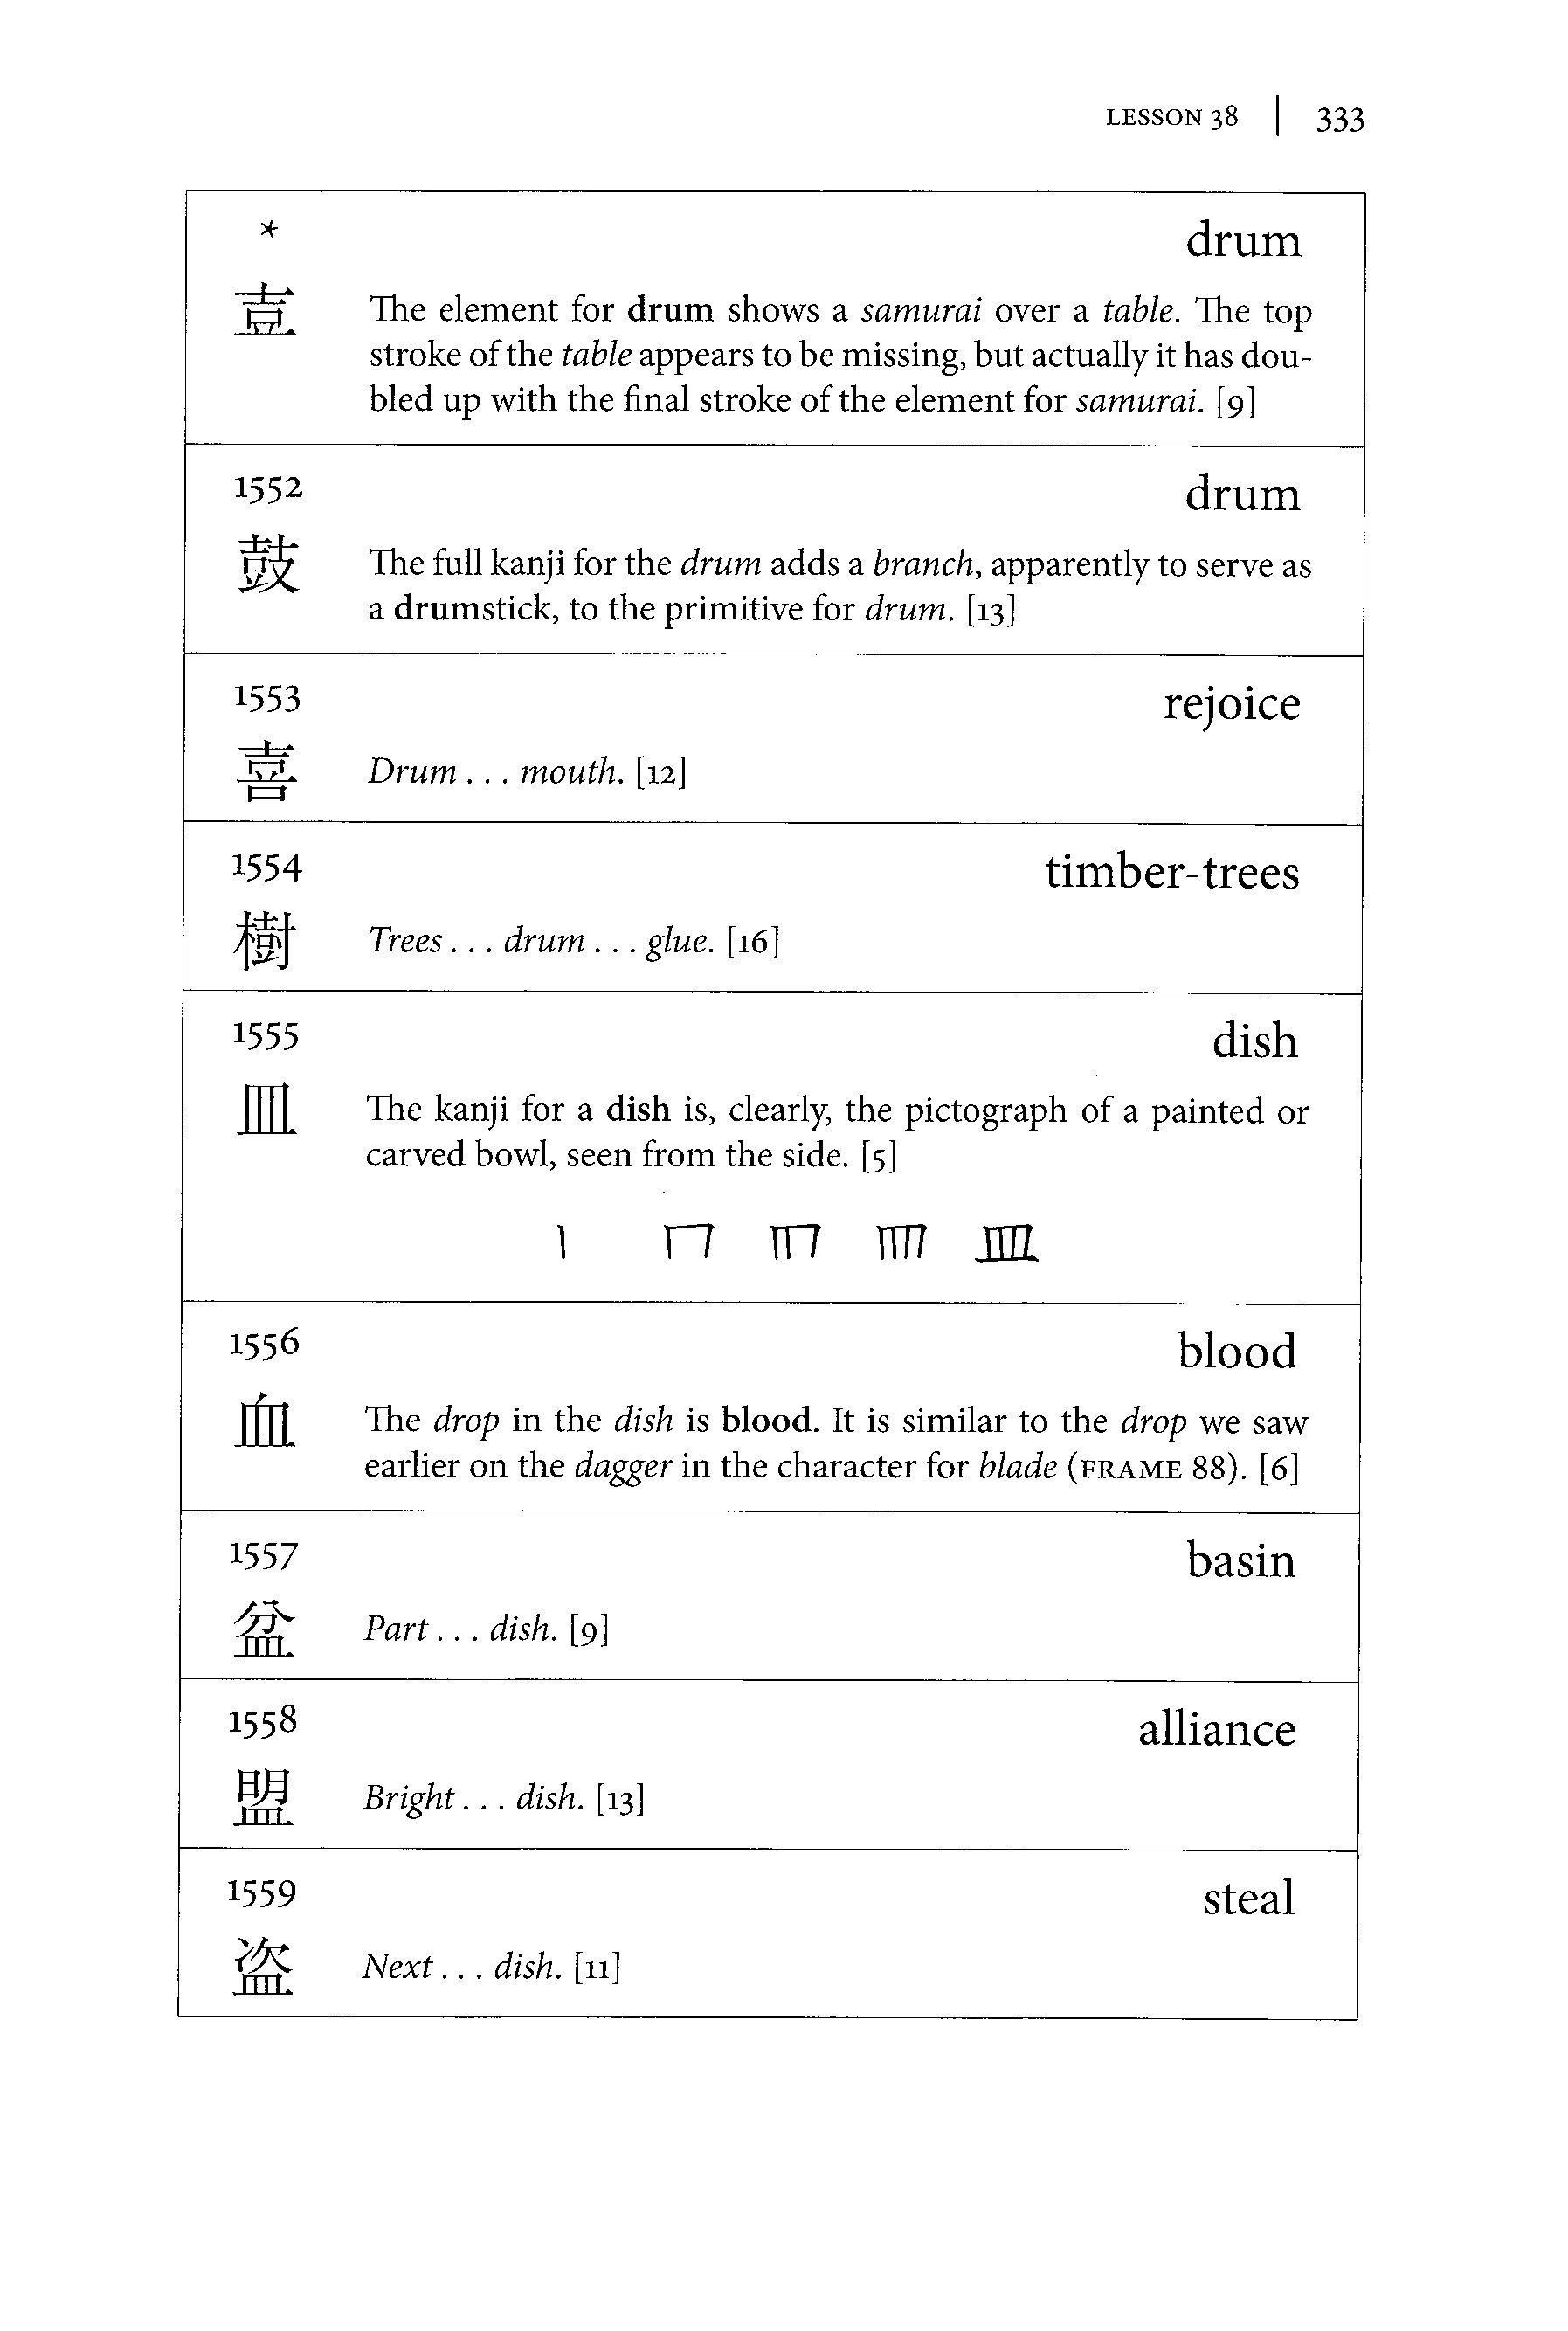 LESSON 38 | 333
* drum
壴 The element for drum shows a samurai over a table. The top
stroke of the table appears to be missing, but actually it has dou-
bled up with the final stroke of the element for samurai. [9]
1552 drum
鼓 The full kanji for the drum adds a branch, apparently to serve as
a drumstick, to the primitive for drum. [13]
1553 rejoice
喜 Drum . . . mouth. [12]
1554 timber-trees
樹 Trees . . . drum . . . glue. [16]
1555 dish
皿 The kanji for a dish is, clearly, the pictograph of a painted or
carved bowl, seen from the side. [5]
1556 blood
血 The drop in the dish is blood. It is similar to the drop we saw
earlier on the dagger in the character for blade (FRAME 88). [6]
1557 basin
盆 Part . . . dish. [9]
1558 alliance
盟 Bright . . . dish. [13]
1559 steal
盗 Next . . . dish. [11]